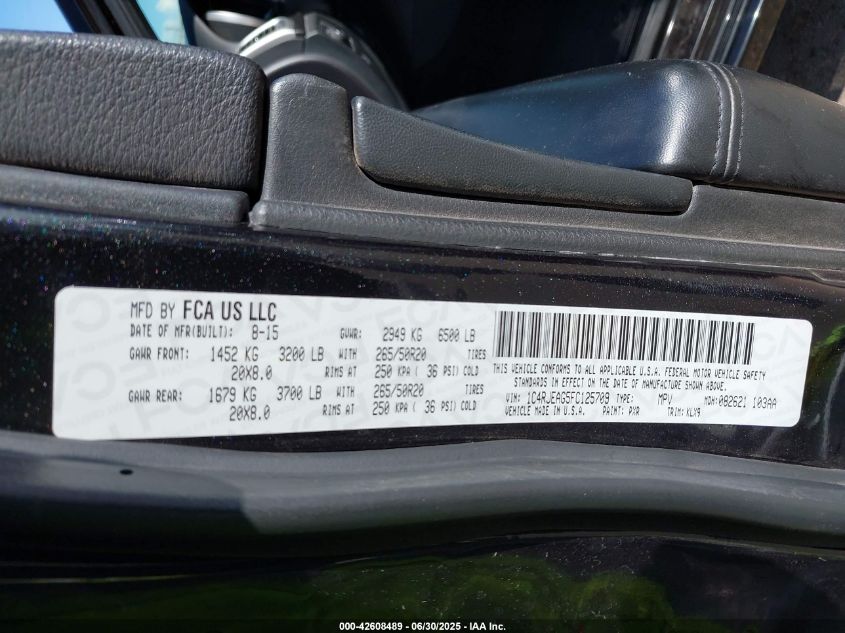 MFD BY FCA US LLC
DATE OF MFR(BUILT): 8-15 GVWR: 2949 KG 6500 LB
GAWR FRONT: 1452 KG 3200 LB WITH 265/50R20 TIRES
20X8.0 RIMS AT 250 KPA ( 36 PSI) COLD
GAWR REAR: 1679 KG 3700 LB WITH 265/50R20 TIRES
20X8.0 RIMS AT 250 KPA ( 36 PSI) COLD
THIS VEHICLE CONFORMS TO ALL APPLICABLE U.S.A. FEDERAL MOTOR VEHICLE SAFETY
STANDARDS IN EFFECT ON THE DATE OF MANUFACTURE SHOWN ABOVE.
VIN: 1C4RJEAG5FC125709 TYPE: MPV MDH: 082621 103AA
VEHICLE MADE IN U.S.A. PAINT: PXR TRIM: KLX9
000-42608489 - 06/30/2025 - IAA Inc.